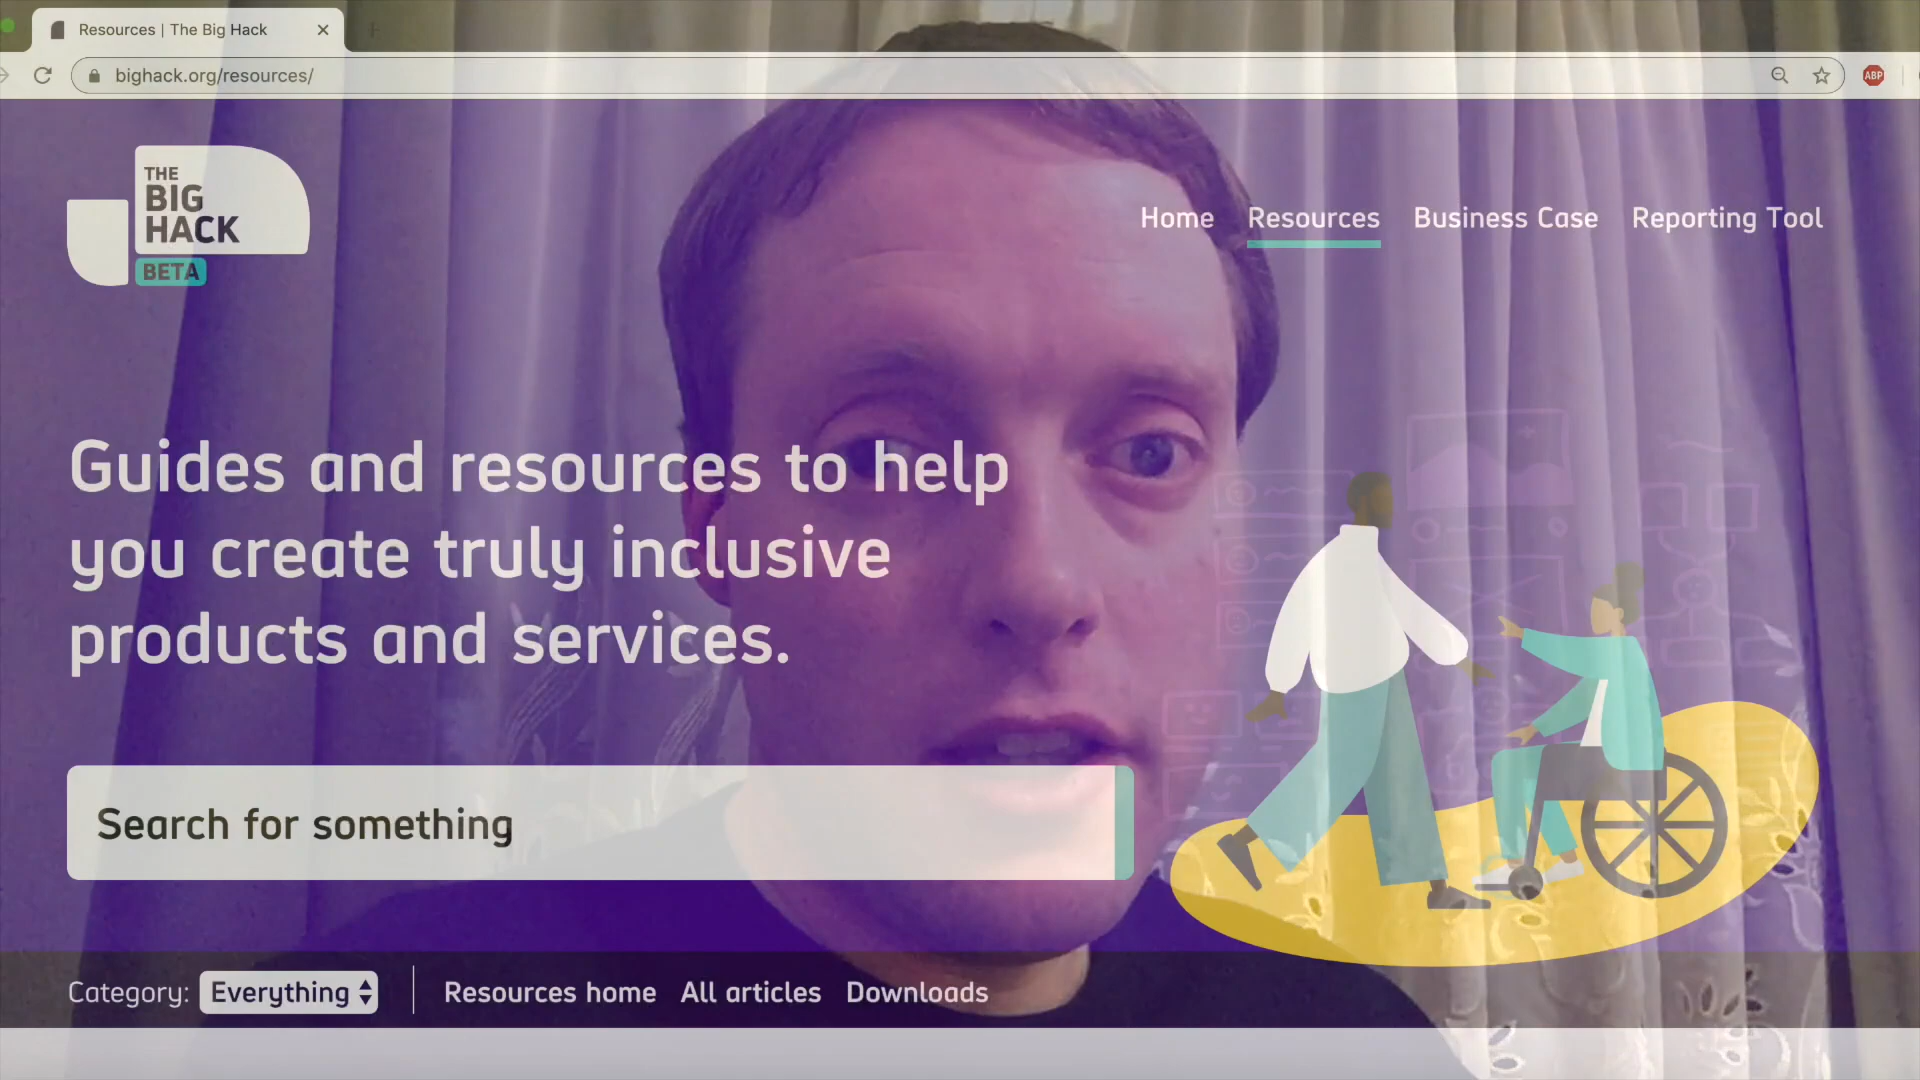 Resources | The Big Hack
bighack.org/resources/
ABP
THE
BIG
HACK
BETA
Home Resources Business Case Reporting Tool
Guides and resources to help
you create truly inclusive
products and services.
Search for something
Category: Everything Resources home All articles Downloads